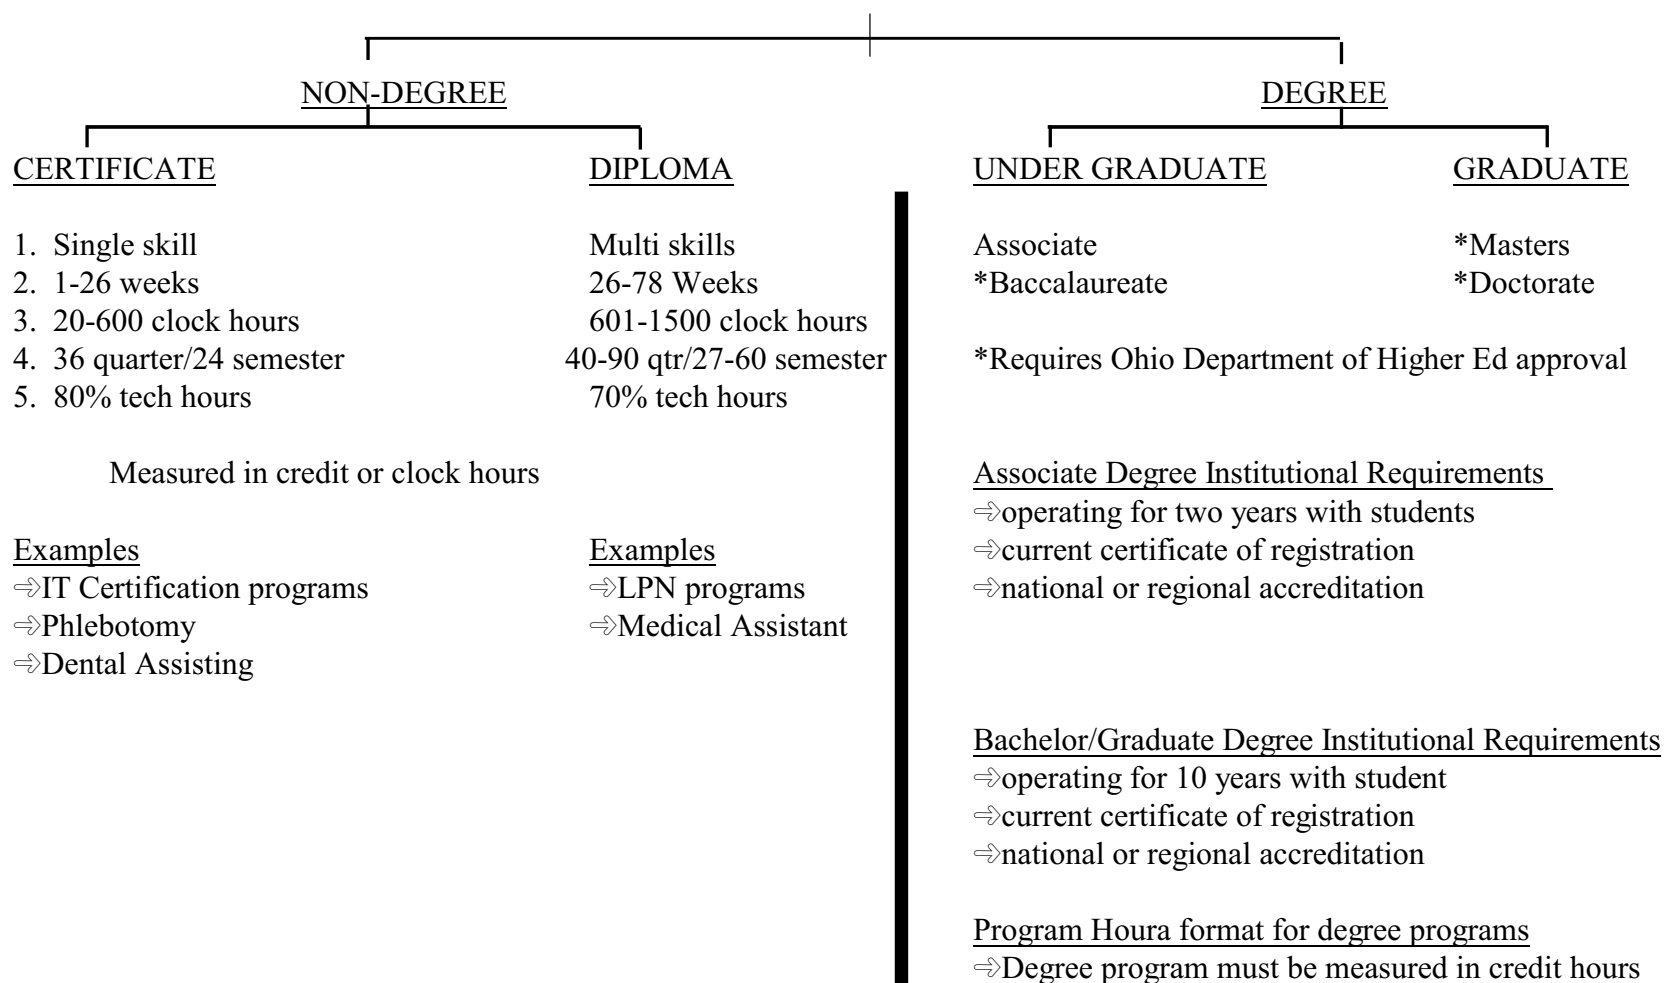 NON-DEGREE
DEGREE
CERTIFICATE
DIPLOMA
UNDER GRADUATE
GRADUATE
1. Single skill
2. 1-26 weeks
3. 20-600 clock hours
4. 36 quarter/24 semester
5. 80% tech hours
Multi skills
26-78 Weeks
601-1500 clock hours
40-90 qtr/27-60 semester
70% tech hours
Measured in credit or clock hours
Examples
⇨IT Certification programs
⇨Phlebotomy
⇨Dental Assisting
Examples
⇨LPN programs
⇨Medical Assistant
Associate
*Baccalaureate
*Masters
*Doctorate
*Requires Ohio Department of Higher Ed approval
Associate Degree Institutional Requirements
⇨operating for two years with students
⇨current certificate of registration
⇨national or regional accreditation
Bachelor/Graduate Degree Institutional Requirements
⇨operating for 10 years with student
⇨current certificate of registration
⇨national or regional accreditation
Program Houra format for degree programs
⇨Degree program must be measured in credit hours